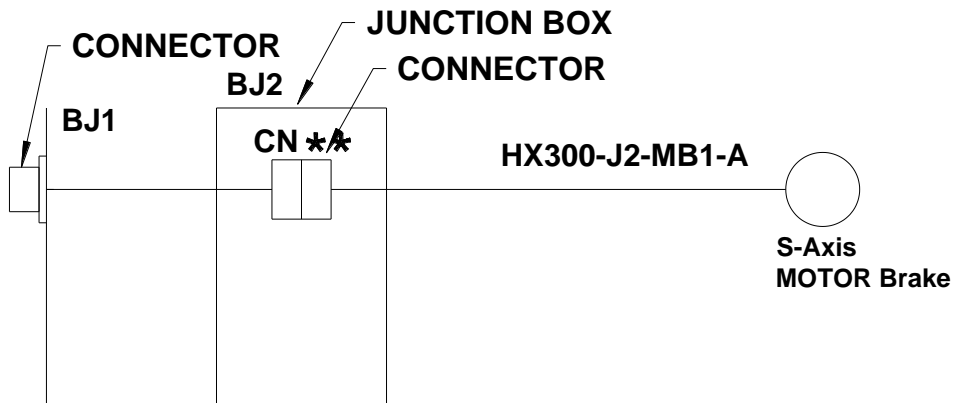 JUNCTION BOX
CONNECTOR
CONNECTOR
BJ2
BJ1
CN **
HX300-J2-MB1-A
S-Axis
MOTOR Brake